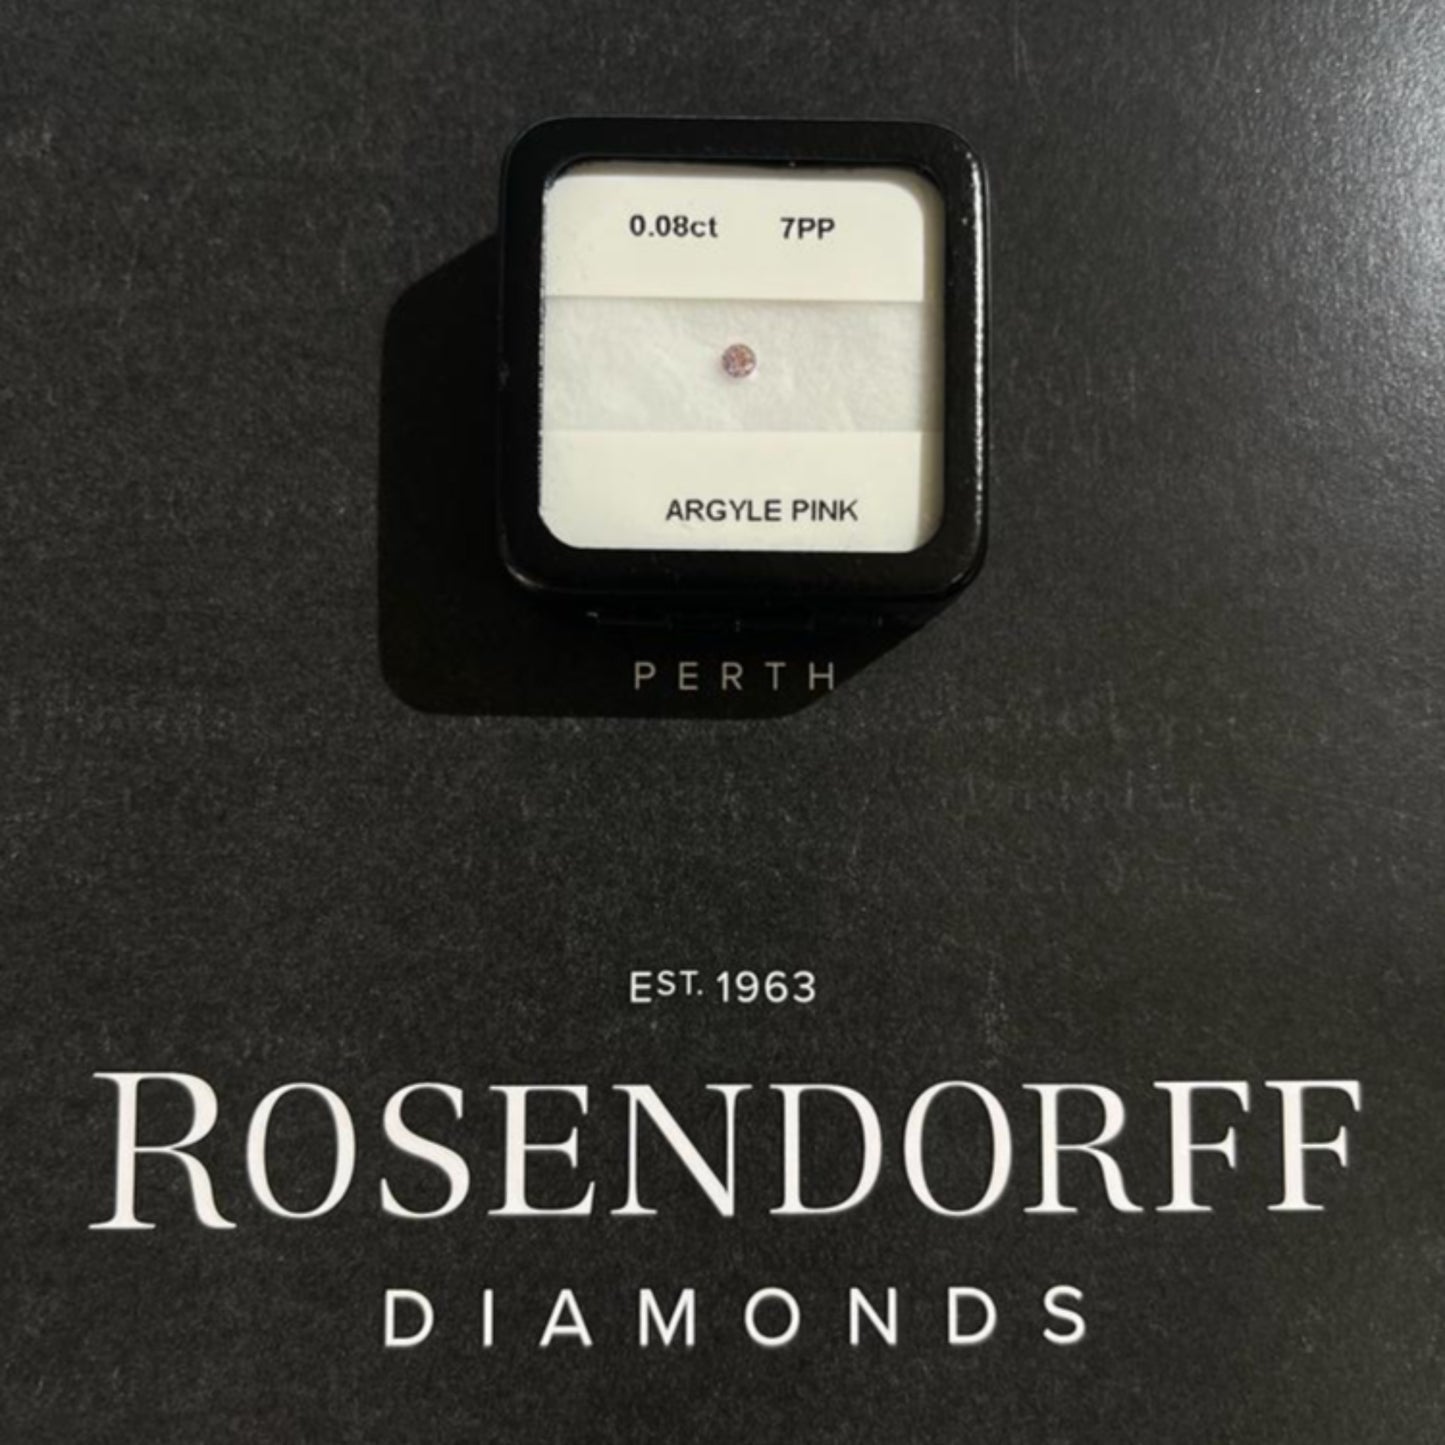 0.08ct 7PP
ARGYLE PINK
PERTH
EST. 1963
ROSENDORFF
DIAMONDS